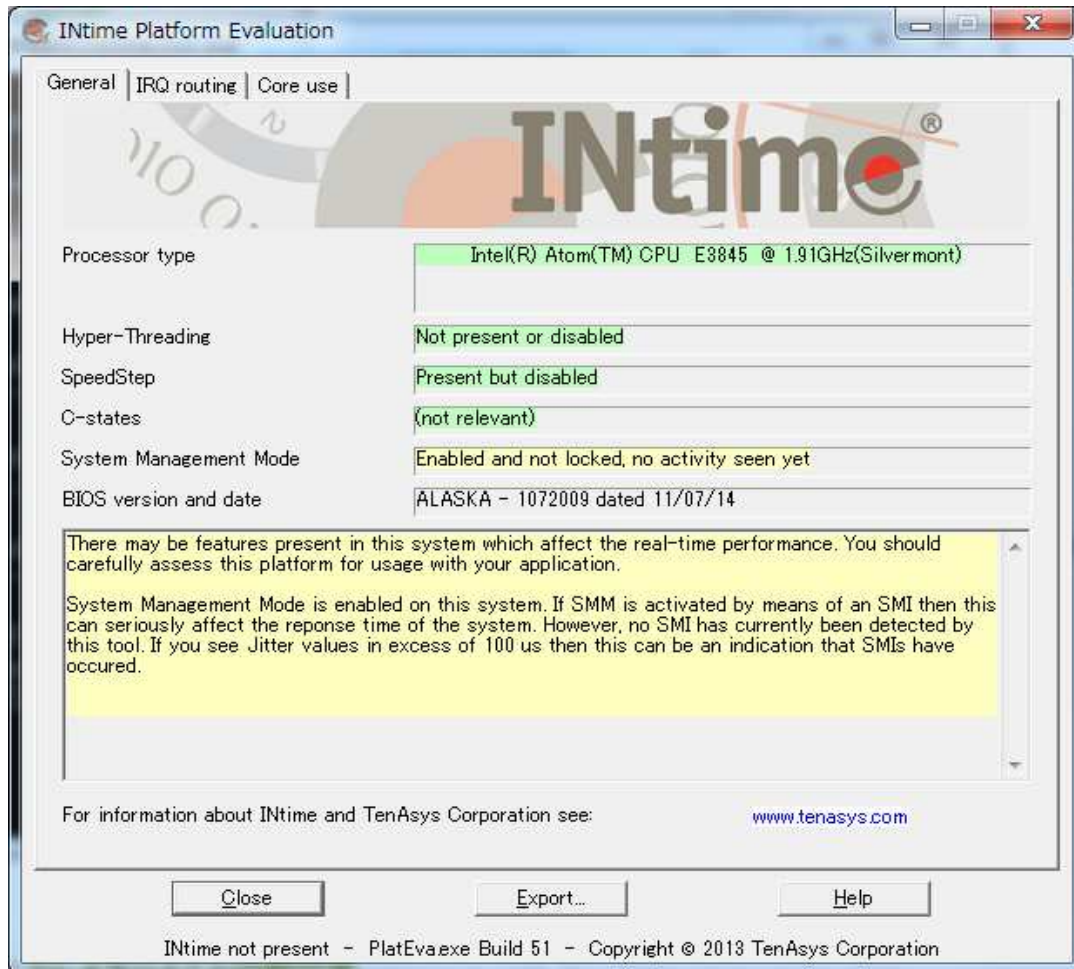 INtime Platform Evaluation
General IRQ routing Core use
INtime®
Processor type Intel(R) Atom(TM) CPU E3845 @ 1.91GHz(Silvermont)
Hyper-Threading Not present or disabled
SpeedStep Present but disabled
C-states (not relevant)
System Management Mode Enabled and not locked, no activity seen yet
BIOS version and date ALASKA - 1072009 dated 11/07/14
There may be features present in this system which affect the real-time performance. You should
carefully assess this platform for usage with your application.
System Management Mode is enabled on this system. If SMM is activated by means of an SMI then this
can seriously affect the reponse time of the system. However, no SMI has currently been detected by
this tool. If you see Jitter values in excess of 100 us then this can be an indication that SMIs have
occured.
For information about INtime and TenAsys Corporation see: www.tenasys.com
Close Export... Help
INtime not present - PlatEva.exe Build 51 - Copyright © 2013 TenAsys Corporation